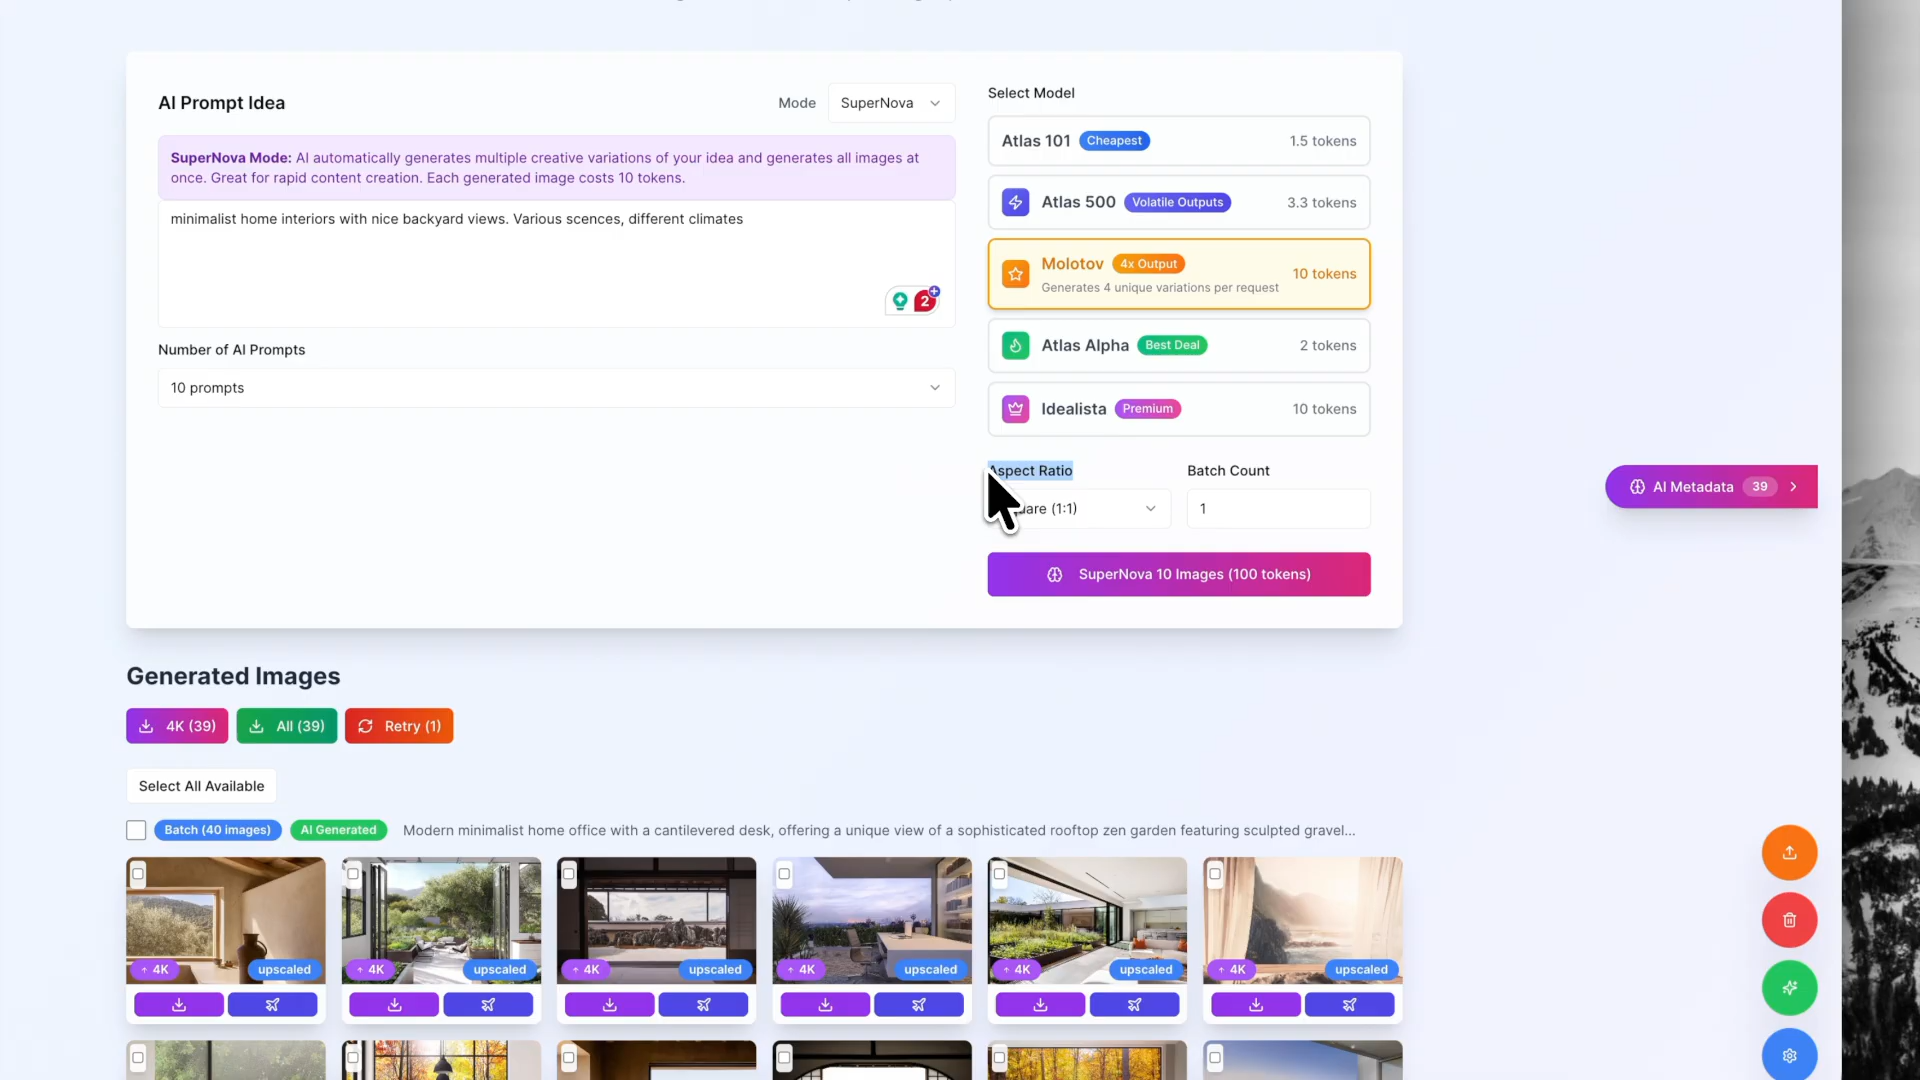 AI Prompt Idea
Mode
SuperNova
SuperNova Mode: AI automatically generates multiple creative variations of your idea and generates all images at
once. Great for rapid content creation. Each generated image costs 10 tokens.
minimalist home interiors with nice backyard views. Various scences, different climates
2
Number of AI Prompts
10 prompts
Select Model
Atlas 101 Cheapest 1.5 tokens
Atlas 500 Volatile Outputs 3.3 tokens
Molotov 4x Output
Generates 4 unique variations per request
10 tokens
Atlas Alpha Best Deal 2 tokens
Idealista Premium 10 tokens
Aspect Ratio
Batch Count
(1:1)
1
SuperNova 10 Images (100 tokens)
AI Metadata 39
Generated Images
4K (39) All (39) Retry (1)
Select All Available
Batch (40 images) AI Generated Modern minimalist home office with a cantilevered desk, offering a unique view of a sophisticated rooftop zen garden featuring sculpted gravel...
4K upscaled 4K upscaled 4K upscaled 4K upscaled 4K upscaled 4K upscaled